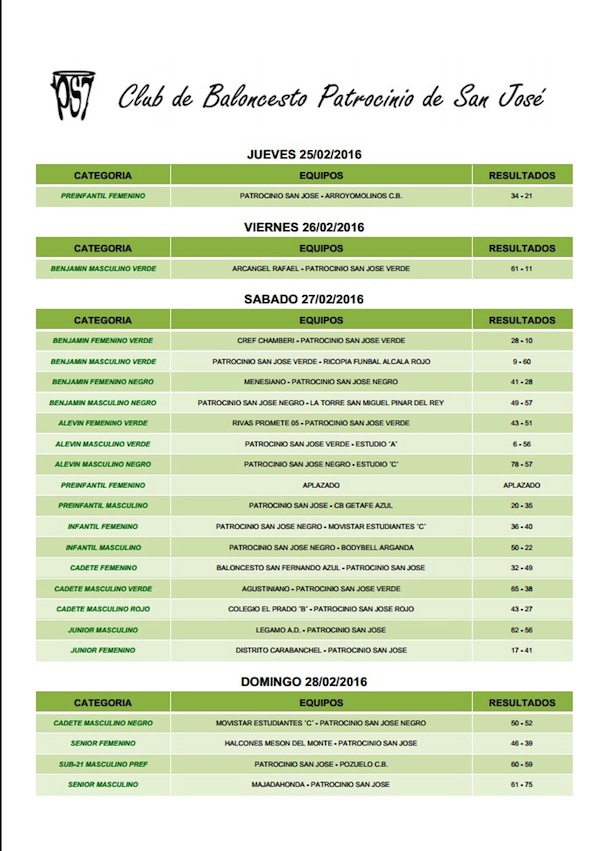 PSJ
Club de Baloncesto Patrocinio de San José
JUEVES 25/02/2016
CATEGORIA EQUIPOS RESULTADOS
PREINFANTIL FEMENINO PATROCINIO SAN JOSE - ARROYOMOLINOS C.B. 34 - 21
VIERNES 26/02/2016
CATEGORIA EQUIPOS RESULTADOS
BENJAMIN MASCULINO VERDE ARCANGEL RAFAEL - PATROCINIO SAN JOSE VERDE 61 - 11
SABADO 27/02/2016
CATEGORIA EQUIPOS RESULTADOS
BENJAMIN FEMENINO VERDE CREF CHAMBERI - PATROCINIO SAN JOSE VERDE 28 - 10
BENJAMIN MASCULINO VERDE PATROCINIO SAN JOSE VERDE - RICOPIA FUNBAL ALCALA ROJO 9 - 60
BENJAMIN FEMENINO NEGRO MENESIANO - PATROCINIO SAN JOSE NEGRO 41 - 28
BENJAMIN MASCULINO NEGRO PATROCINIO SAN JOSE NEGRO - LA TORRE SAN MIGUEL PINAR DEL REY 49 - 57
ALEVIN FEMENINO VERDE RIVAS PROMETE 05 - PATROCINIO SAN JOSE VERDE 43 - 51
ALEVIN MASCULINO VERDE PATROCINIO SAN JOSE VERDE - ESTUDIO 'A' 6 - 56
ALEVIN MASCULINO NEGRO PATROCINIO SAN JOSE NEGRO - ESTUDIO 'C' 78 - 57
PREINFANTIL FEMENINO APLAZADO APLAZADO
PREINFANTIL MASCULINO PATROCINIO SAN JOSE - CB GETAFE AZUL 20 - 35
INFANTIL FEMENINO PATROCINIO SAN JOSE NEGRO - MOVISTAR ESTUDIANTES 'C' 36 - 40
INFANTIL MASCULINO PATROCINIO SAN JOSE NEGRO - BODYBELL ARGANDA 50 - 22
CADETE FEMENINO BALONCESTO SAN FERNANDO AZUL - PATROCINIO SAN JOSE 32 - 49
CADETE MASCULINO VERDE AGUSTINIANO - PATROCINIO SAN JOSE VERDE 65 - 38
CADETE MASCULINO ROJO COLEGIO EL PRADO 'B' - PATROCINIO SAN JOSE ROJO 43 - 27
JUNIOR MASCULINO LEGAMO A.D. - PATROCINIO SAN JOSE 62 - 56
JUNIOR FEMENINO DISTRITO CARABANCHEL - PATROCINIO SAN JOSE 17 - 41
DOMINGO 28/02/2016
CATEGORIA EQUIPOS RESULTADOS
CADETE MASCULINO NEGRO MOVISTAR ESTUDIANTES 'C' - PATROCINIO SAN JOSE NEGRO 50 - 52
SENIOR FEMENINO HALCONES MESON DEL MONTE - PATROCINIO SAN JOSE 46 - 39
SUB-21 MASCULINO PREF PATROCINIO SAN JOSE - POZUELO C.B. 60 - 59
SENIOR MASCULINO MAJADAHONDA - PATROCINIO SAN JOSE 61 - 75